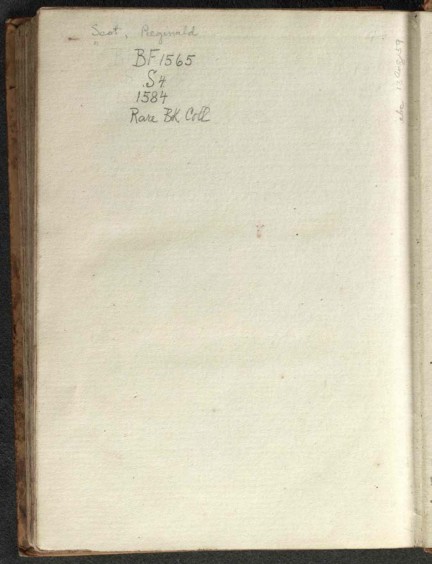 Scot, Reginald
BF1565
.S4
1584
Rare Bk Coll